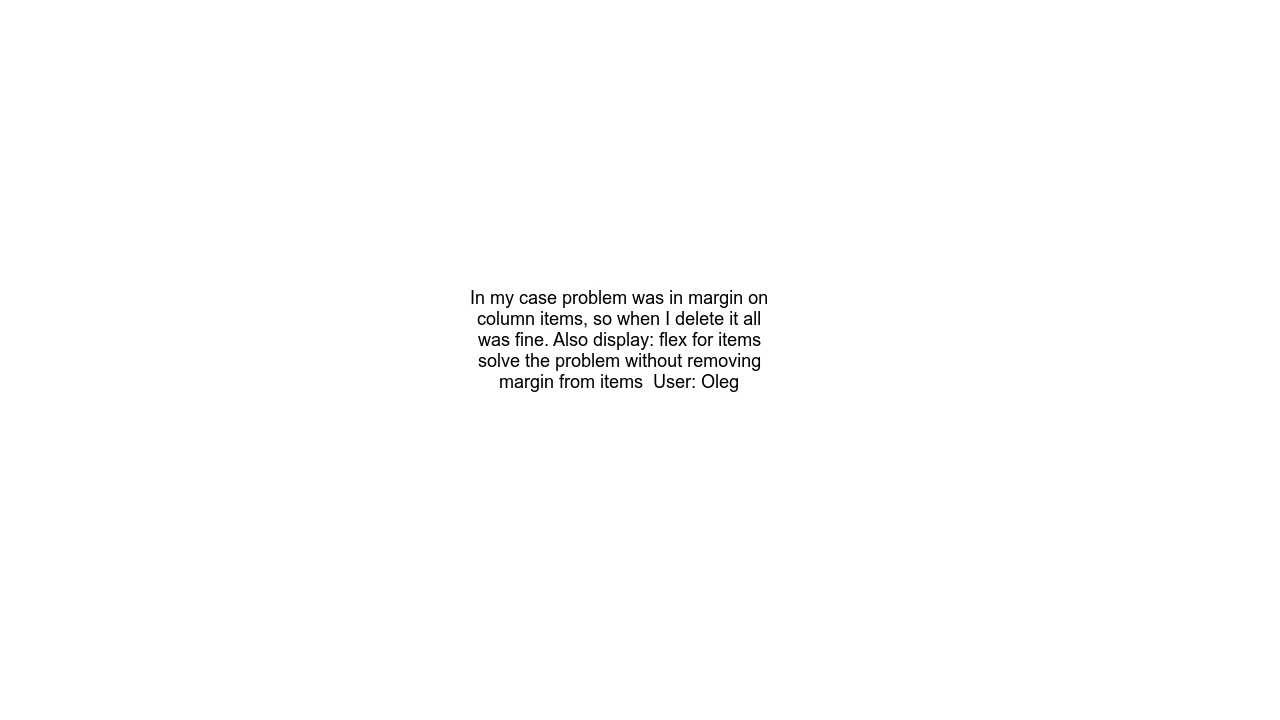 In my case problem was in margin on
column items, so when I delete it all
was fine. Also display: flex for items
solve the problem without removing
margin from items  User: Oleg